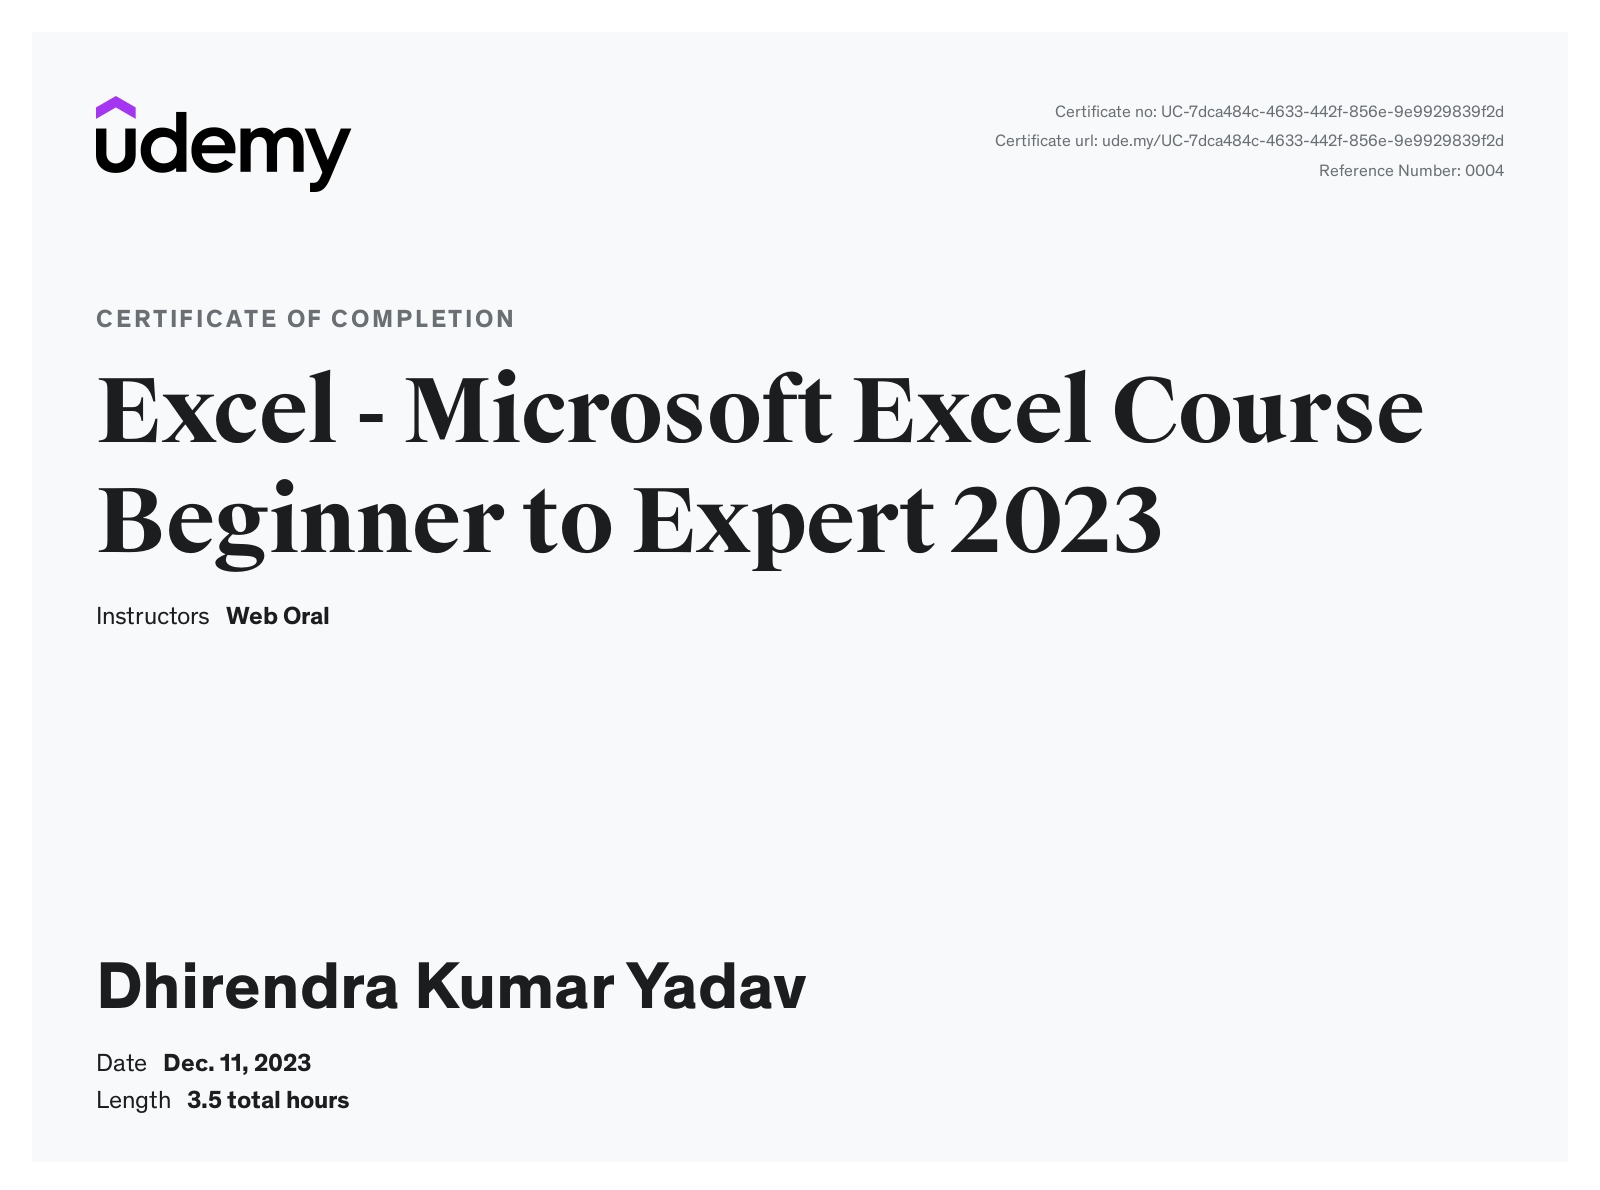 udemy
Certificate no: UC-7dca484c-4633-442f-856e-9e9929839f2d
Certificate url: ude.my/UC-7dca484c-4633-442f-856e-9e9929839f2d
Reference Number: 0004
CERTIFICATE OF COMPLETION
Excel - Microsoft Excel Course
Beginner to Expert 2023
Instructors Web Oral
Dhirendra Kumar Yadav
Date Dec. 11, 2023
Length 3.5 total hours